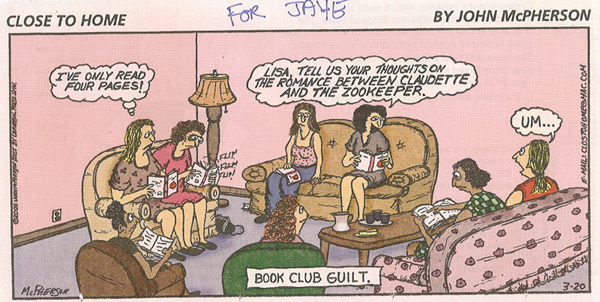 FOR JAYE
CLOSE TO HOME
BY JOHN McPHERSON
I'VE ONLY READ
FOUR PAGES!
LISA, TELL US YOUR THOUGHTS ON
THE ROMANCE BETWEEN CLAUDETTE
AND THE ZOOKEEPER.
UM...
FLIP
FLIP
FLIP
E-MAIL: CLOSTOHOME@MAC.COM
McPHERSON
BOOK CLUB GUILT.
3-20